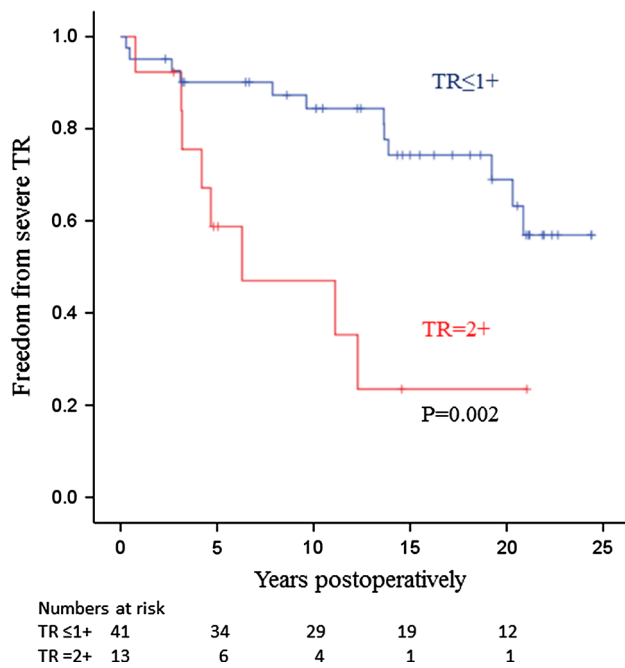 1.0
0.8
0.6
0.4
0.2
0.0
Freedom from severe TR
TR≤1+
TR=2+
P=0.002
0 5 10 15 20 25
Years postoperatively
Numbers at risk
TR ≤1+ 41 34 29 19 12
TR =2+ 13 6 4 1 1